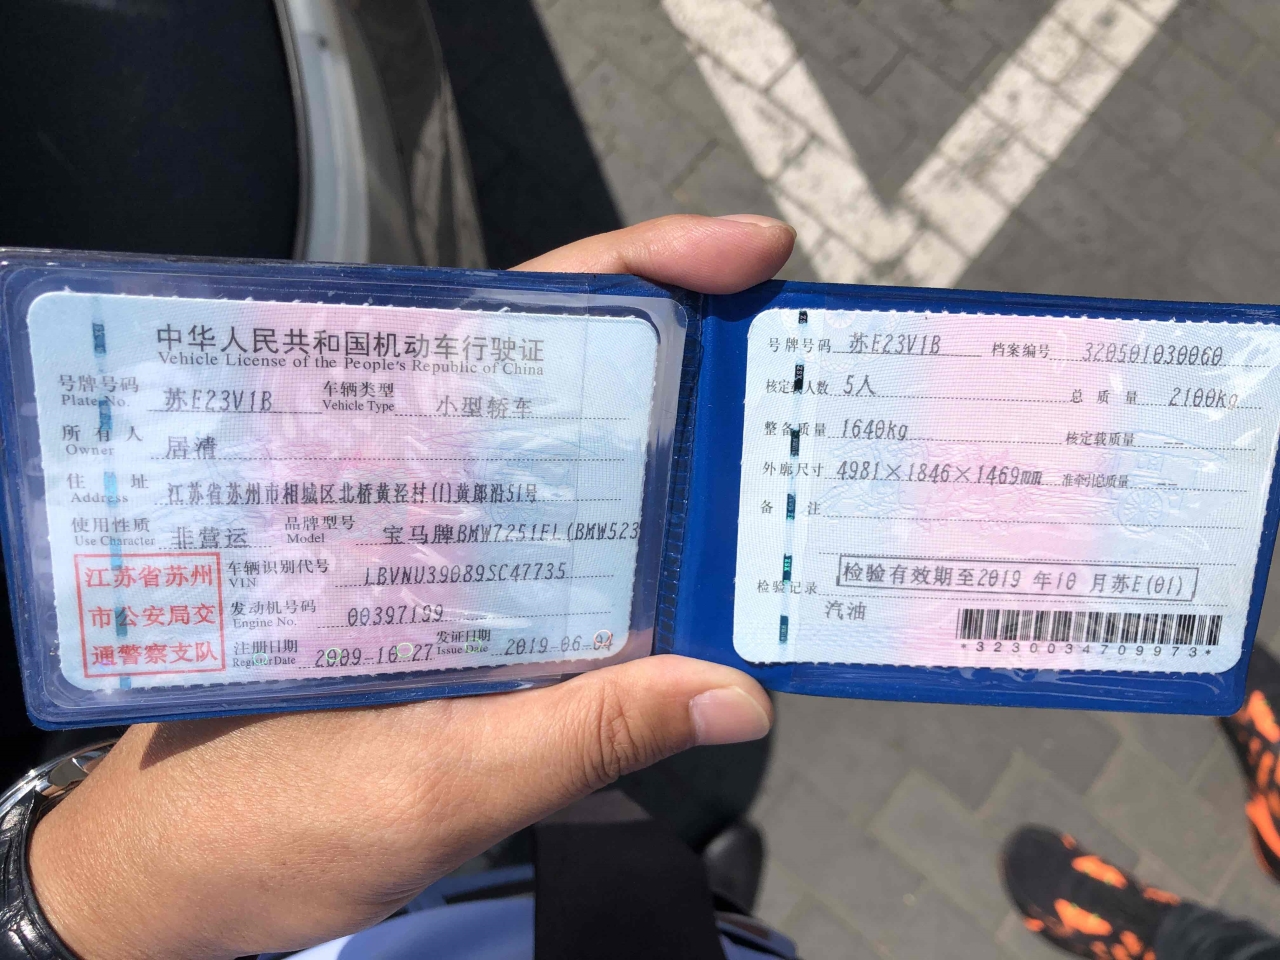 中华人民共和国机动车行驶证
Vehicle License of the People's Republic of China
号牌号码 苏E23V1B 车辆类型 小型轿车
Plate No. Vehicle Type
所有人 居清
Owner
住址 江苏省苏州市相城区北桥黄泾村(1)黄郎沿51号
Address
使用性质 非营运 品牌型号 宝马牌BMW7251EL(BMW523
Use Character Model
江苏省苏州
市公安局交
通警察支队
车辆识别代号 LBVNU39089SC47735
VIN
发动机号码 00397199
Engine No.
注册日期 2009-10-27 发证日期 2019-06-04
Register Date Issue Date
号牌号码 苏E23V1B 档案编号 320501030060
核定载人数 5人 总质量 2100kg
整备质量 1640kg 核定载质量 --
外廓尺寸 4981×1846×1469mm 准牵引总质量 --
备注
检验记录 检验有效期至2019年10月苏E(01)
汽油
*3230034709973*